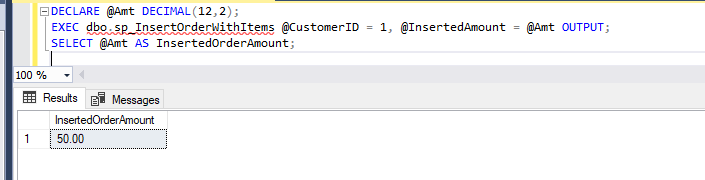 DECLARE @Amt DECIMAL(12,2);
EXEC dbo.sp_InsertOrderWithItems @CustomerID = 1, @InsertedAmount = @Amt OUTPUT;
SELECT @Amt AS InsertedOrderAmount;
100 %
Results Messages
InsertedOrderAmount
1 50.00